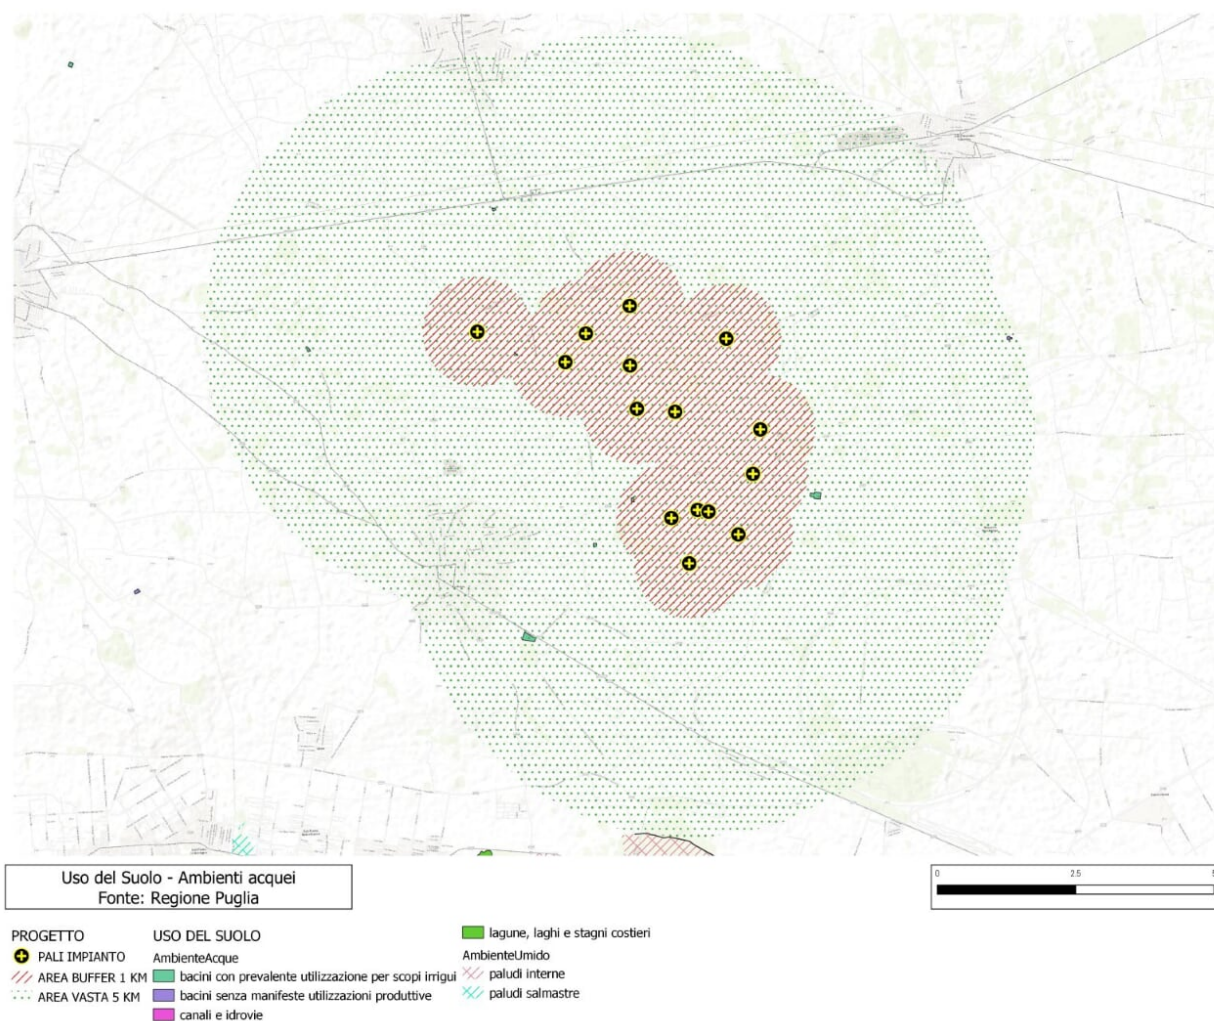 Uso del Suolo - Ambienti acquei
Fonte: Regione Puglia
0 2.5 5
PROGETTO
PALI IMPIANTO
AREA BUFFER 1 KM
AREA VASTA 5 KM
USO DEL SUOLO
AmbienteAcque
bacini con prevalente utilizzazione per scopi irrigui
bacini senza manifeste utilizzazioni produttive
canali e idrovie
lagune, laghi e stagni costieri
AmbienteUmido
paludi interne
paludi salmastre